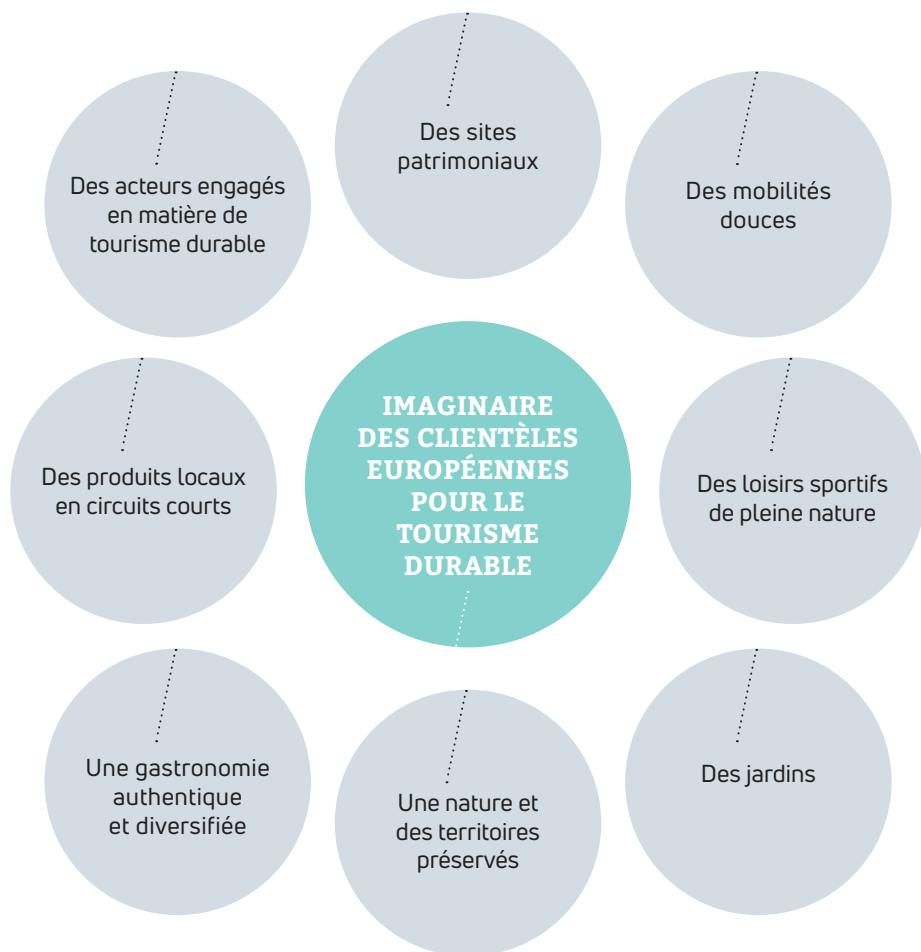 Des sites
patrimoniaux
Des acteurs engagés
en matière de
tourisme durable
Des mobilités
douces
IMAGINAIRE
DES CLIENTÈLES
EUROPÉENNES
POUR LE
TOURISME
DURABLE
Des produits locaux
en circuits courts
Des loisirs sportifs
de pleine nature
Une gastronomie
authentique
et diversifiée
Une nature et
des territoires
préservés
Des jardins